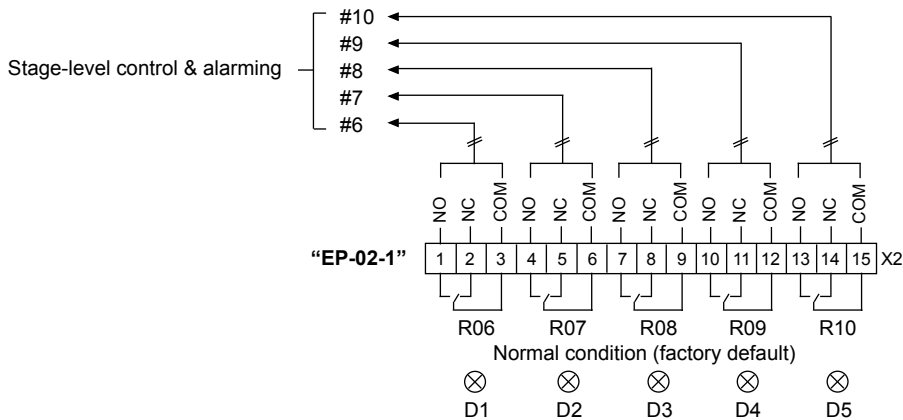 #10
#9
Stage-level control & alarming
#8
#7
#6
NO NC COM NO NC COM NO NC COM NO NC COM NO NC COM
“EP-02-1” 1 2 3 4 5 6 7 8 9 10 11 12 13 14 15 X2
R06 R07 R08 R09 R10
Normal condition (factory default)
D1 D2 D3 D4 D5